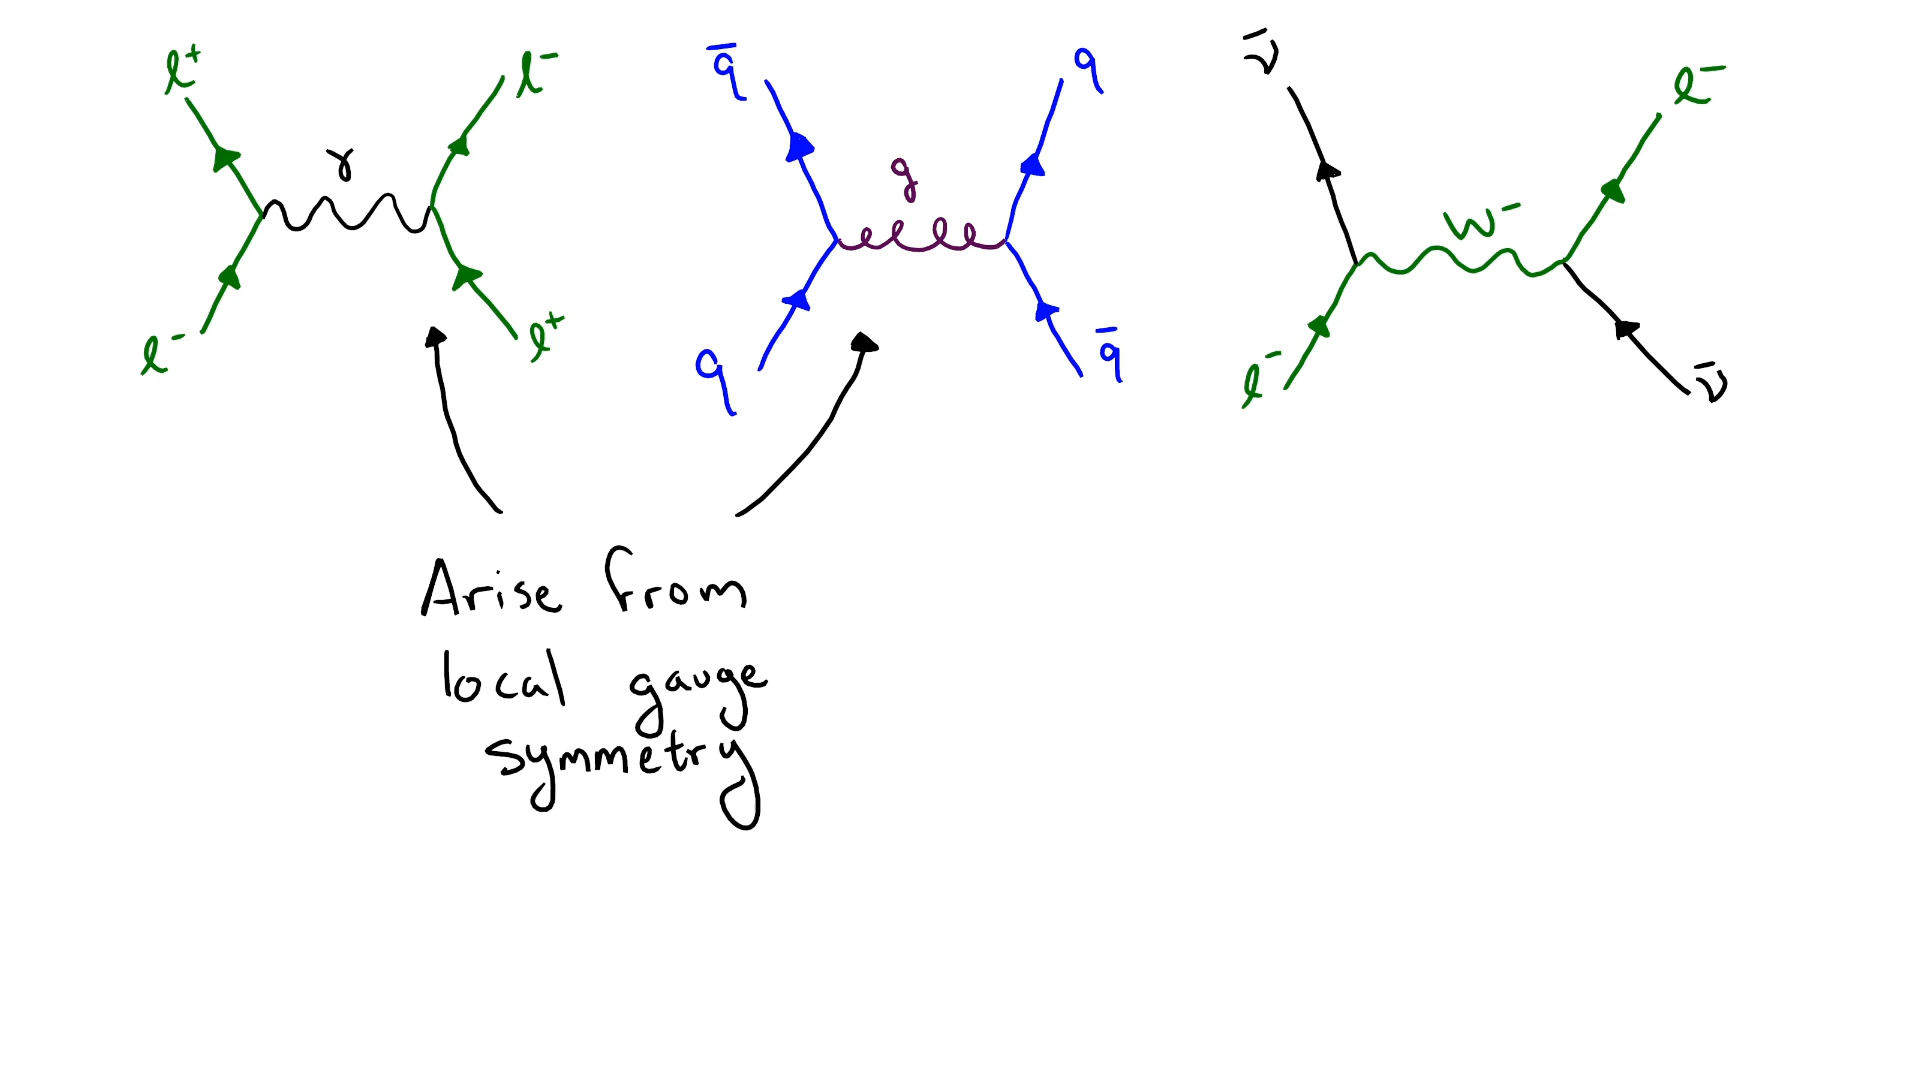 l⁺ l⁻
γ
l⁻ l⁺
q̄ q
g
q q̄
ν̄ l⁻
W⁻
l⁻ ν̄
Arise from
local gauge
symmetry